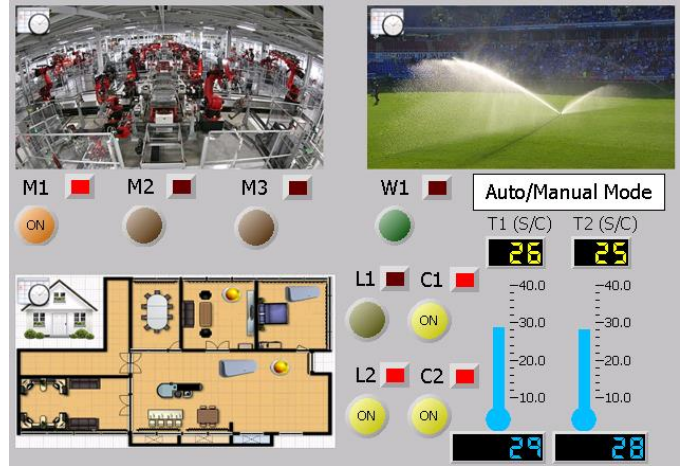 M1 M2 M3
ON
W1 Auto/Manual Mode
T1 (S/C) T2 (S/C)
26 25
L1 C1
ON
40.0 40.0
30.0 30.0
20.0 20.0
10.0 10.0
L2 C2
ON ON
29 28